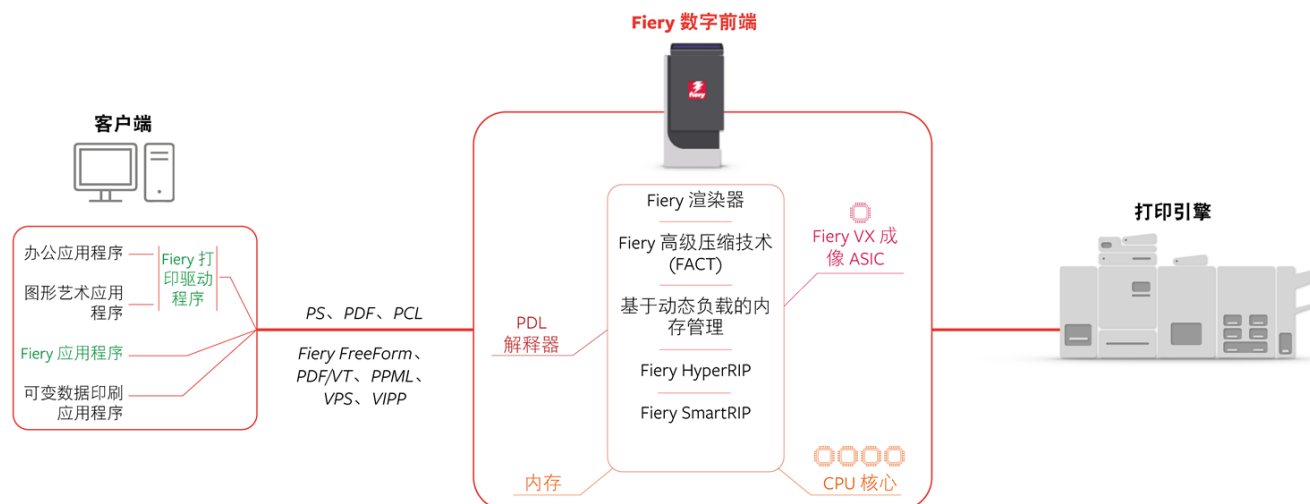 Fiery 数字前端
fiery
客户端
办公应用程序
图形艺术应用
程序
Fiery 打
印驱动
程序
Fiery 应用程序
可变数据印刷
应用程序
PS、PDF、PCL
Fiery FreeForm、
PDF/VT、PPML、
VPS、VIPP
PDL
解释器
内存
Fiery 渲染器
Fiery 高级压缩技术
(FACT)
基于动态负载的内
存管理
Fiery HyperRIP
Fiery SmartRIP
Fiery VX 成
像 ASIC
CPU 核心
打印引擎